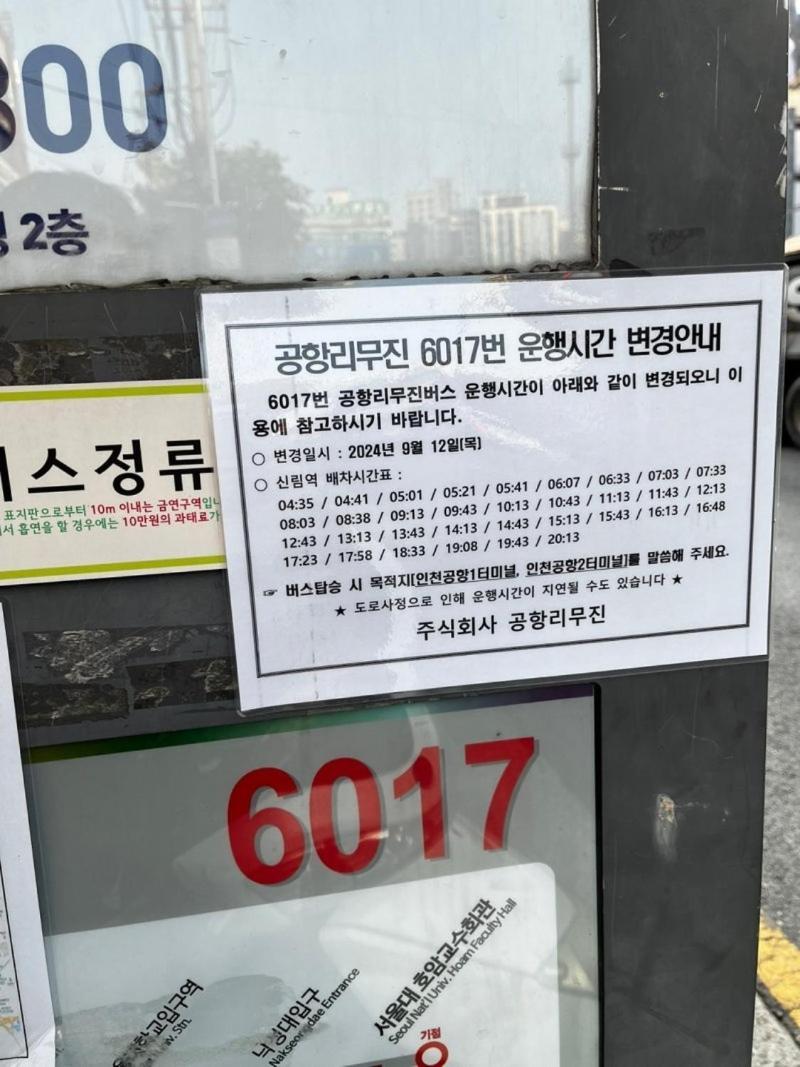 00
2층
공항리무진 6017번 운행시간 변경안내
6017번 공항리무진버스 운행시간이 아래와 같이 변경되오니 이
용에 참고하시기 바랍니다.
○ 변경일시 : 2024년 9월 12일(목)
○ 신림역 배차시간표 :
04:35 / 04:41 / 05:01 / 05:21 / 05:41 / 06:07 / 06:33 / 07:03 / 07:33
08:03 / 08:38 / 09:13 / 09:43 / 10:13 / 10:43 / 11:13 / 11:43 / 12:13
12:43 / 13:13 / 13:43 / 14:13 / 14:43 / 15:13 / 15:43 / 16:13 / 16:48
17:23 / 17:58 / 18:33 / 19:08 / 19:43 / 20:13
☞ 버스탑승 시 목적지[인천공항1터미널, 인천공항2터미널]를 말씀해 주세요.
★ 도로사정으로 인해 운행시간이 지연될 수도 있습니다 ★
주식회사 공항리무진
스정류
표지판으로부터 10m 이내는 금연구역입니
서 흡연을 할 경우에는 10만원의 과태료가
6017
교입구역
Stn.
낙성대입구
Nakseongdae Entrance
서울대 호암교수회관
Seoul Nat'l Univ. Hoam Faculty Hall
기점